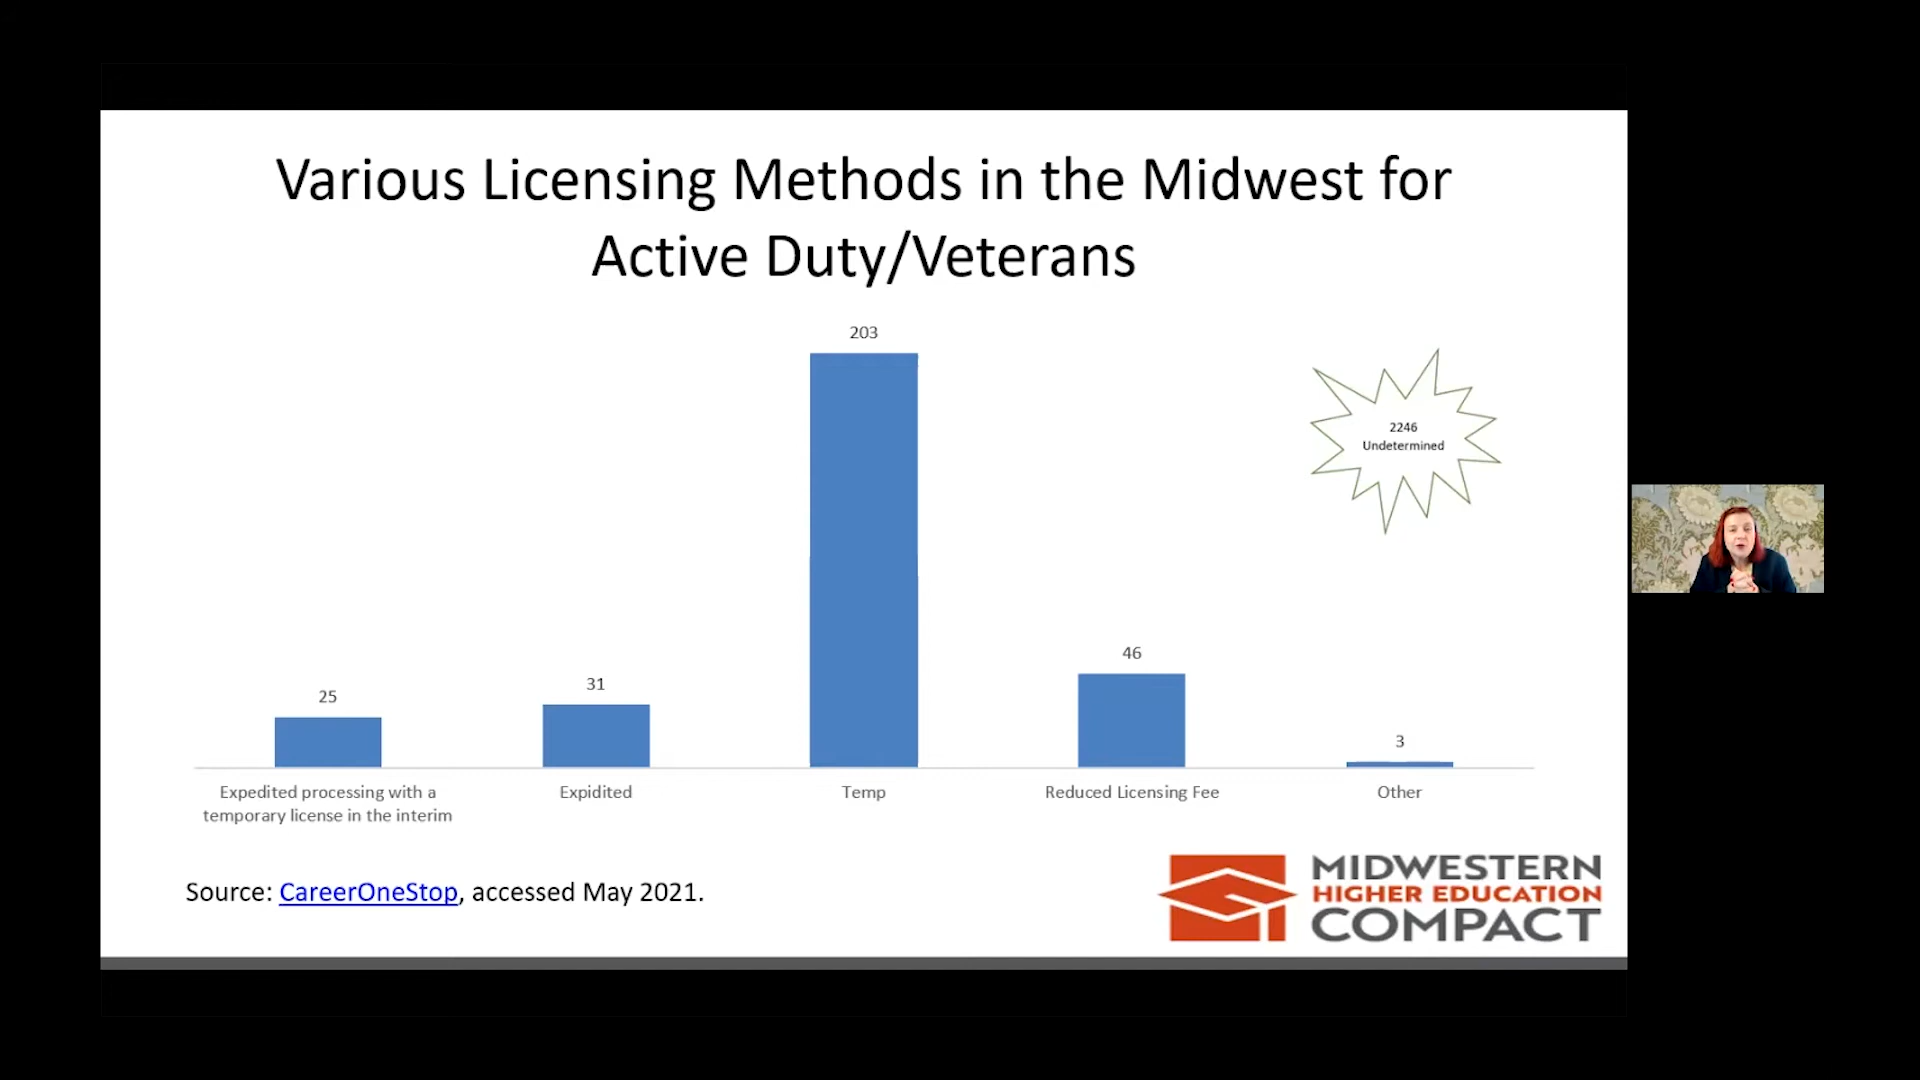 Various Licensing Methods in the Midwest for
Active Duty/Veterans
203
2246
Undetermined
46
31
25
3
Expedited processing with a
temporary license in the interim
Expidited
Temp
Reduced Licensing Fee
Other
Source: CareerOneStop, accessed May 2021.
MIDWESTERN
HIGHER EDUCATION
COMPACT